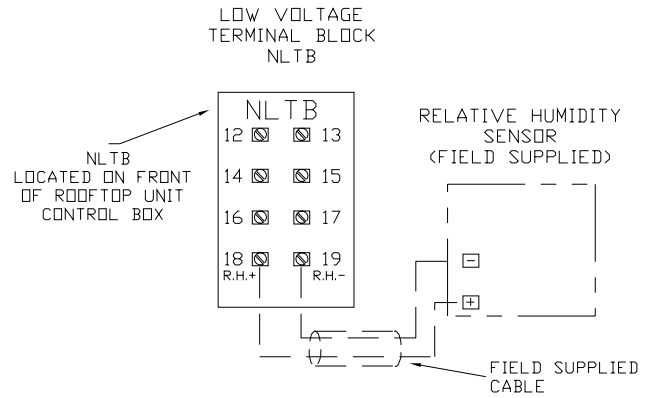 LOW VOLTAGE
TERMINAL BLOCK
NLTB
NLTB
12 13
14 15
16 17
18 19
R.H.+ R.H.-
NLTB
LOCATED ON FRONT
OF ROOFTOP UNIT
CONTROL BOX
RELATIVE HUMIDITY
SENSOR
(FIELD SUPPLIED)
-
+
FIELD SUPPLIED
CABLE